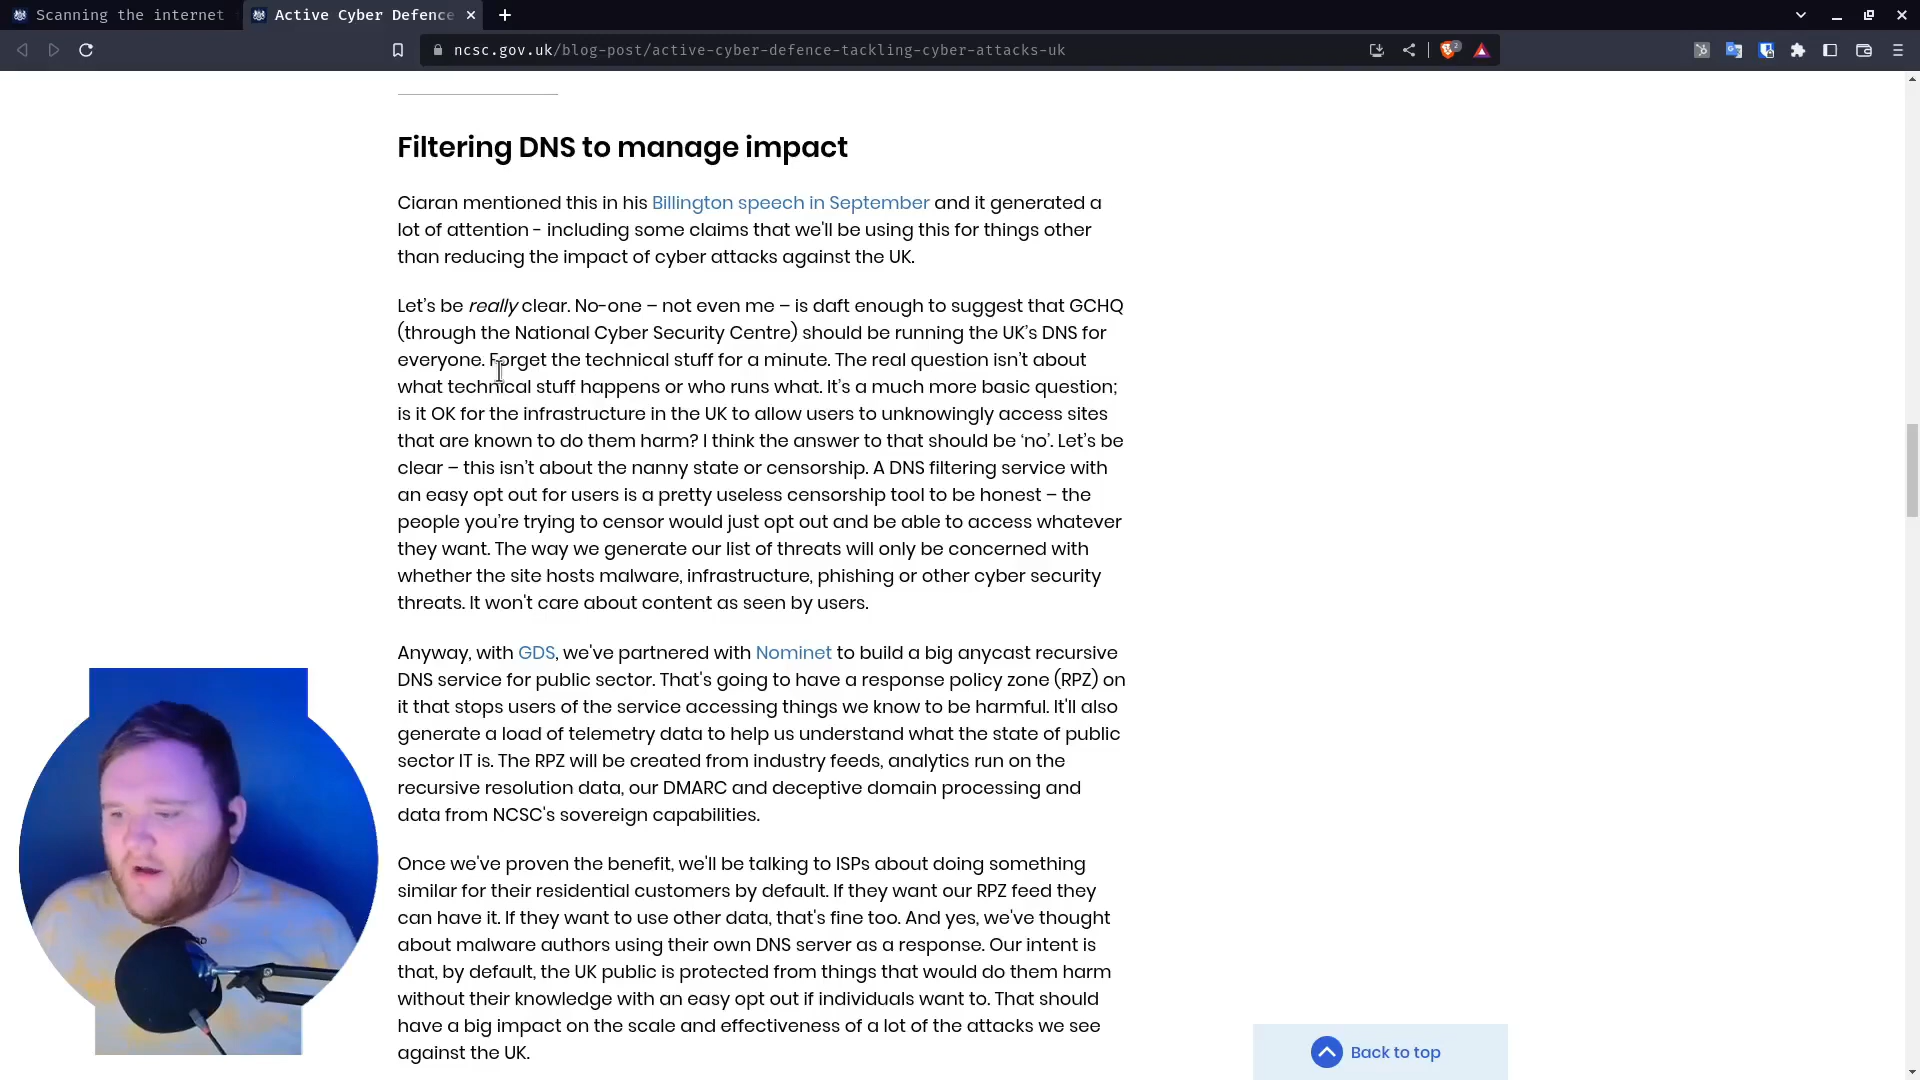 Scanning the internet
Active Cyber Defence
ncsc.gov.uk/blog-post/active-cyber-defence-tackling-cyber-attacks-uk
2
Filtering DNS to manage impact
Ciaran mentioned this in his Billington speech in September and it generated a
lot of attention - including some claims that we'll be using this for things other
than reducing the impact of cyber attacks against the UK.
Let’s be really clear. No-one – not even me – is daft enough to suggest that GCHQ
(through the National Cyber Security Centre) should be running the UK’s DNS for
everyone. Forget the technical stuff for a minute. The real question isn’t about
what technical stuff happens or who runs what. It’s a much more basic question;
is it OK for the infrastructure in the UK to allow users to unknowingly access sites
that are known to do them harm? I think the answer to that should be ‘no’. Let’s be
clear – this isn’t about the nanny state or censorship. A DNS filtering service with
an easy opt out for users is a pretty useless censorship tool to be honest – the
people you’re trying to censor would just opt out and be able to access whatever
they want. The way we generate our list of threats will only be concerned with
whether the site hosts malware, infrastructure, phishing or other cyber security
threats. It won't care about content as seen by users.
Anyway, with GDS, we've partnered with Nominet to build a big anycast recursive
DNS service for public sector. That's going to have a response policy zone (RPZ) on
it that stops users of the service accessing things we know to be harmful. It'll also
generate a load of telemetry data to help us understand what the state of public
sector IT is. The RPZ will be created from industry feeds, analytics run on the
recursive resolution data, our DMARC and deceptive domain processing and
data from NCSC's sovereign capabilities.
Once we've proven the benefit, we'll be talking to ISPs about doing something
similar for their residential customers by default. If they want our RPZ feed they
can have it. If they want to use other data, that's fine too. And yes, we've thought
about malware authors using their own DNS server as a response. Our intent is
that, by default, the UK public is protected from things that would do them harm
without their knowledge with an easy opt out if individuals want to. That should
have a big impact on the scale and effectiveness of a lot of the attacks we see
against the UK.
Back to top